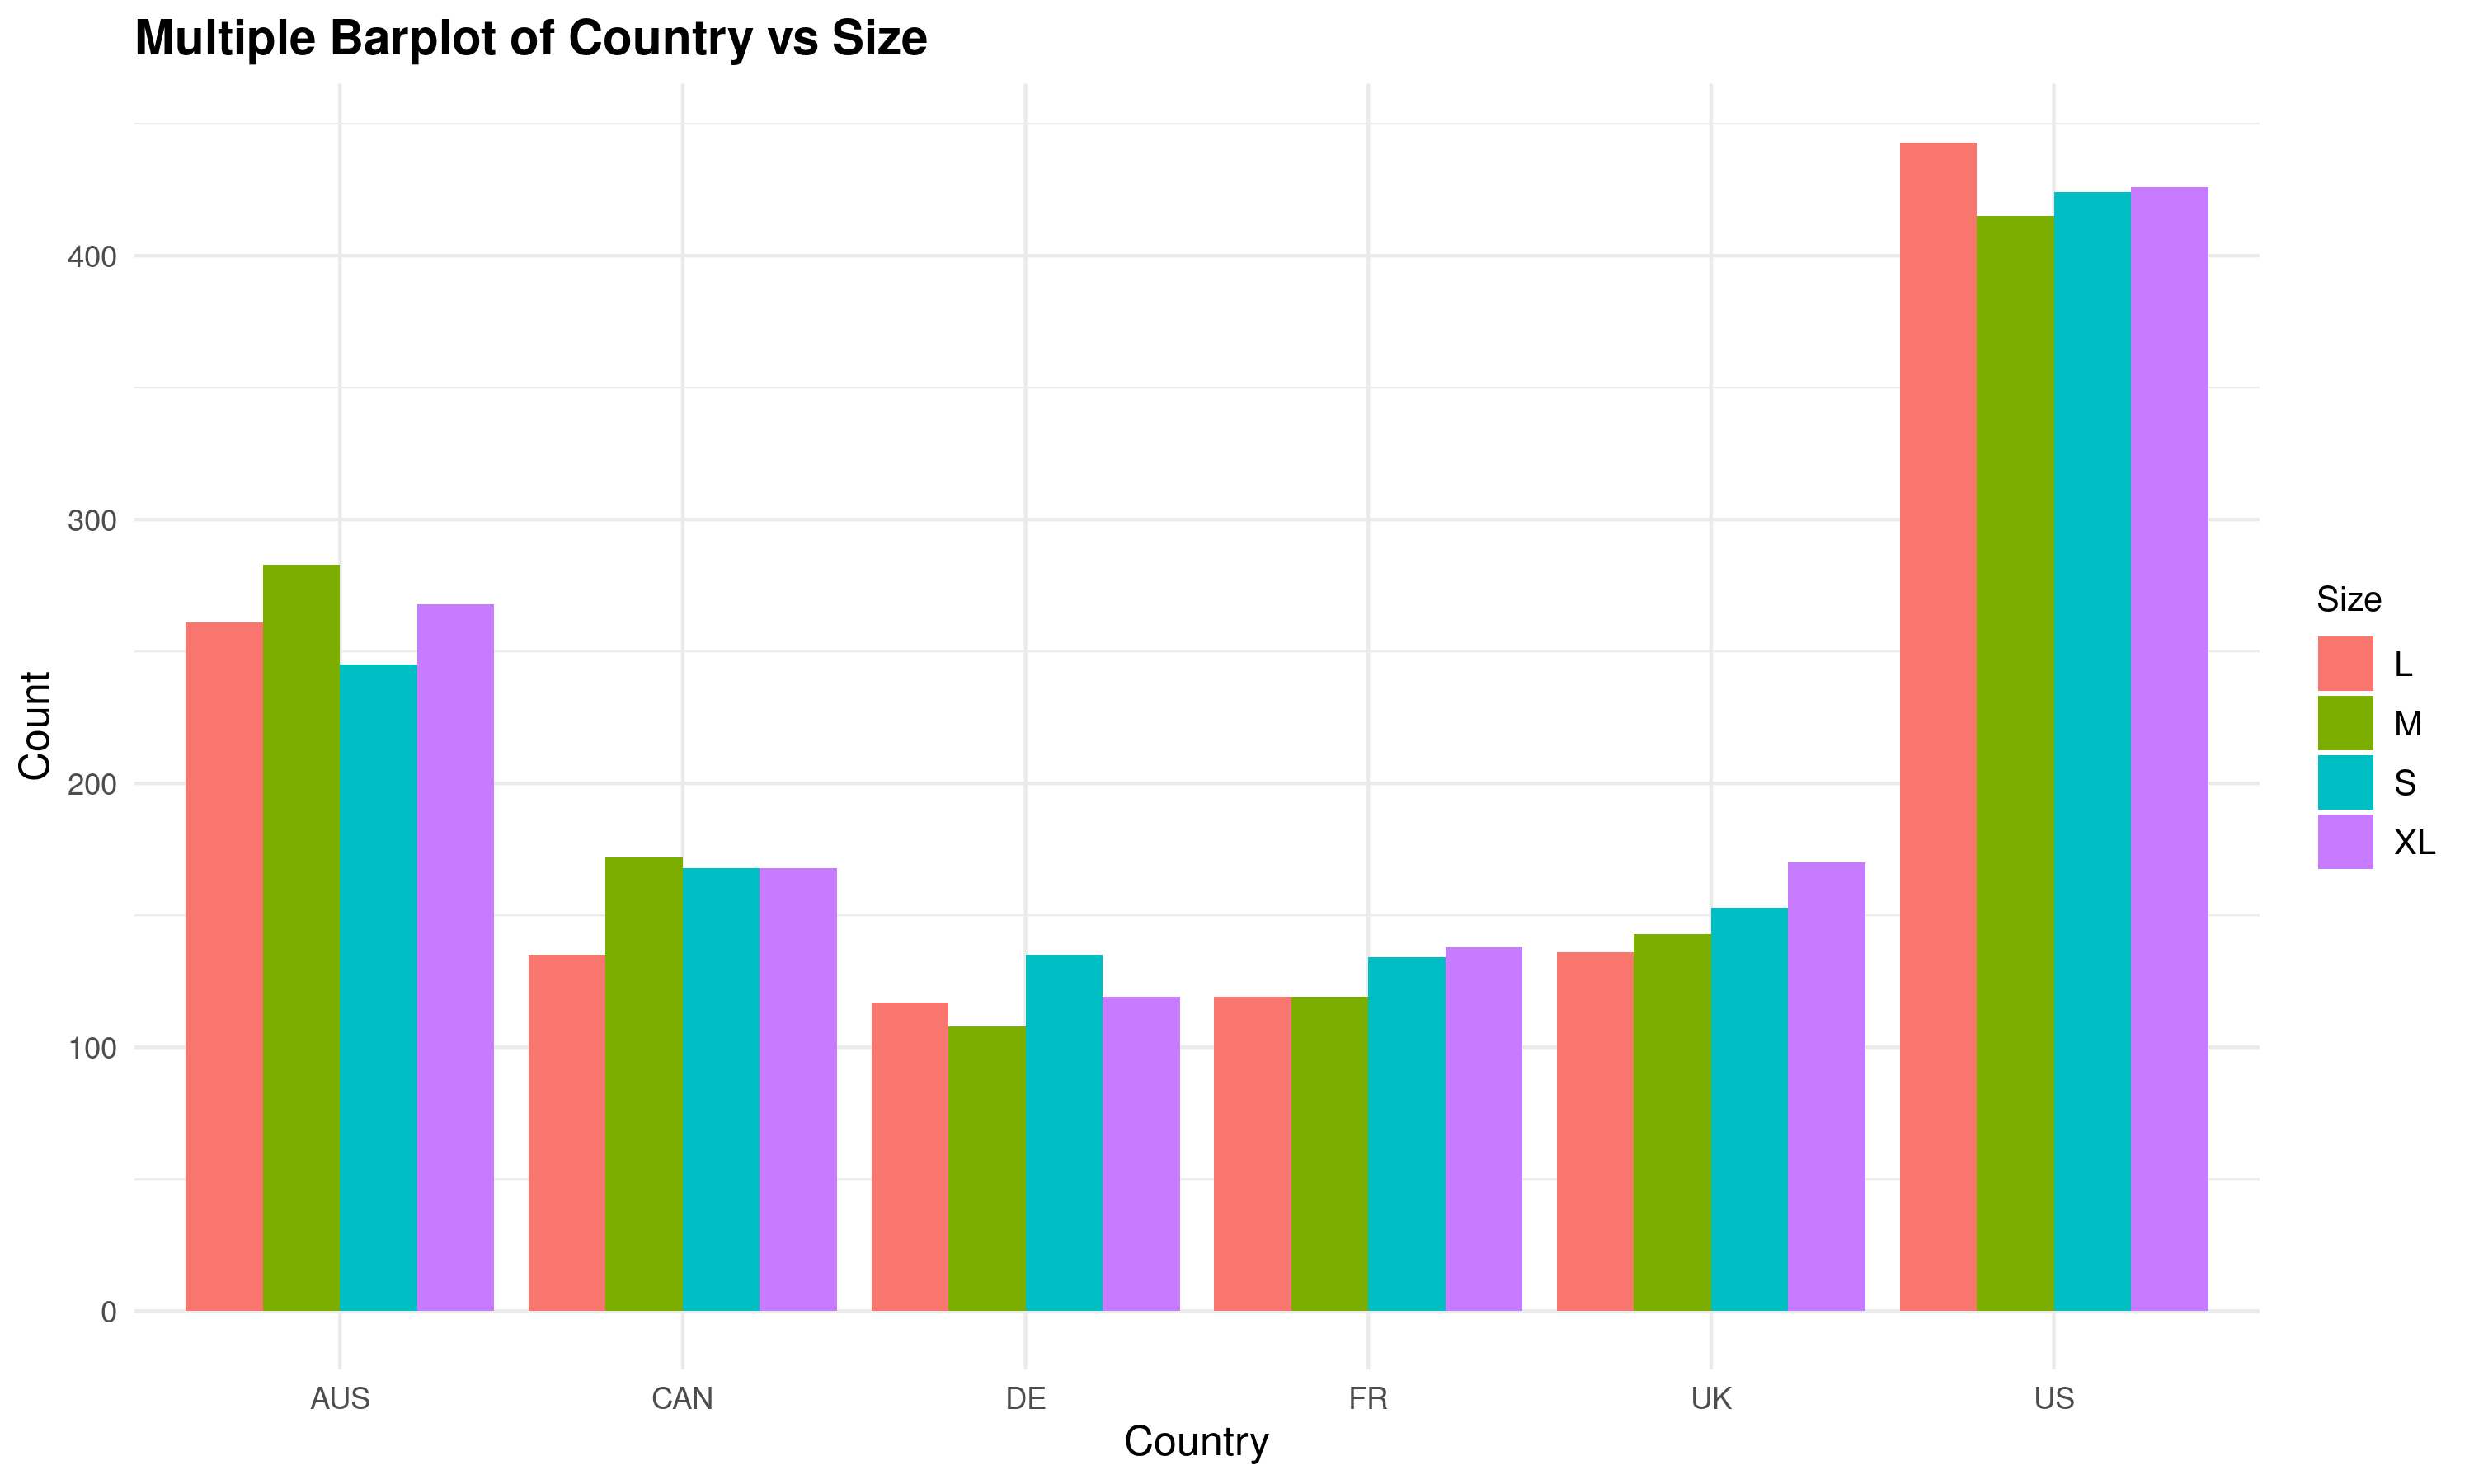 Multiple Barplot of Country vs Size
Count
400
300
200
100
0
AUS CAN DE FR UK US
Country
Size
L
M
S
XL